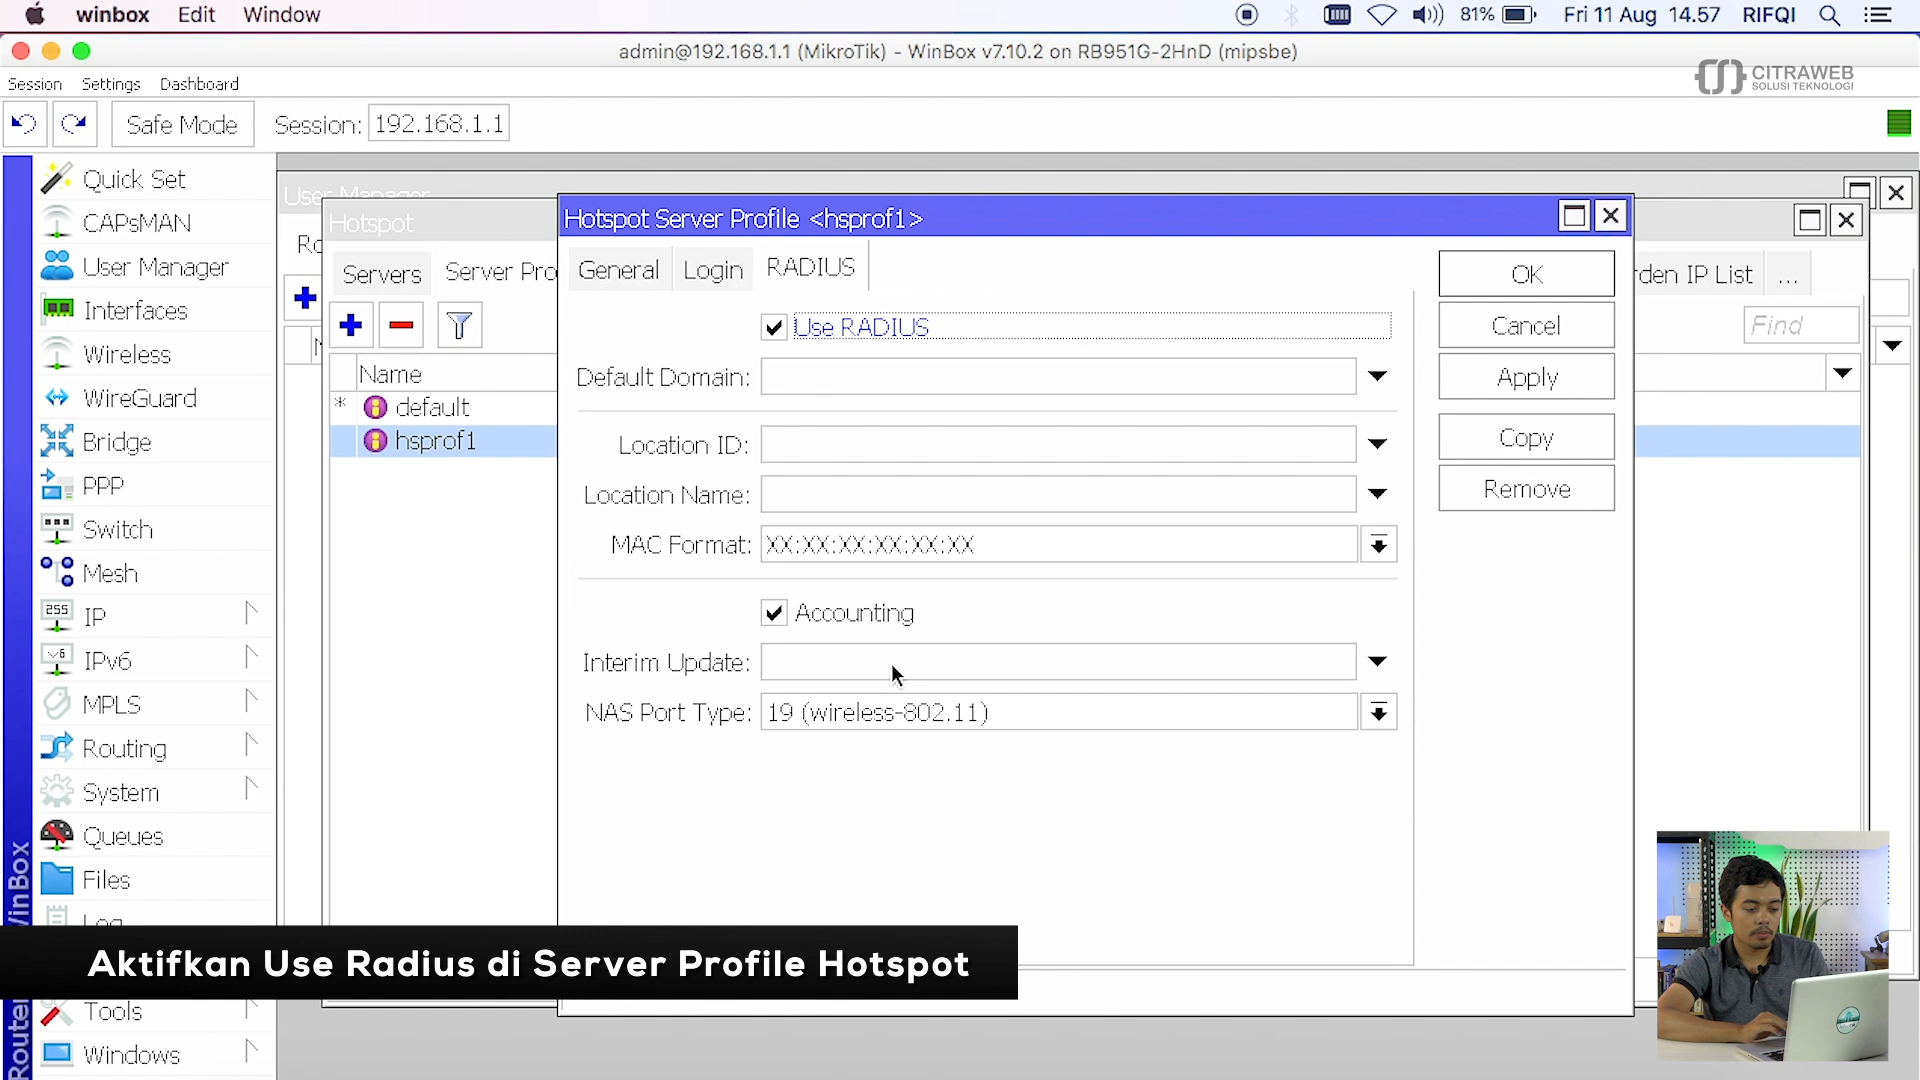 winbox Edit Window 81% Fri 11 Aug 14.57 RIFQI
admin@192.168.1.1 (MikroTik) - WinBox v7.10.2 on RB951G-2HnD (mipsbe)
Session Settings Dashboard
CITRAWEB
SOLUSI TEKNOLOGI
Safe Mode Session: 192.168.1.1
Quick Set
CAPsMAN
User Manager
Interfaces
Wireless
WireGuard
Bridge
PPP
Switch
Mesh
255 IP
v6 IPv6
MPLS
Routing
System
Queues
Files
Log
Tools
Windows
User Manager
Hotspot
Servers Server Pro
Name
* default
hsprof1
Hotspot Server Profile <hsprof1>
General Login RADIUS
Use RADIUS
Default Domain:
Location ID:
Location Name:
MAC Format: XX:XX:XX:XX:XX:XX
Accounting
Interim Update:
NAS Port Type: 19 (wireless-802.11)
OK
Cancel
Apply
Copy
Remove
rden IP List ...
Find
Aktifkan Use Radius di Server Profile Hotspot